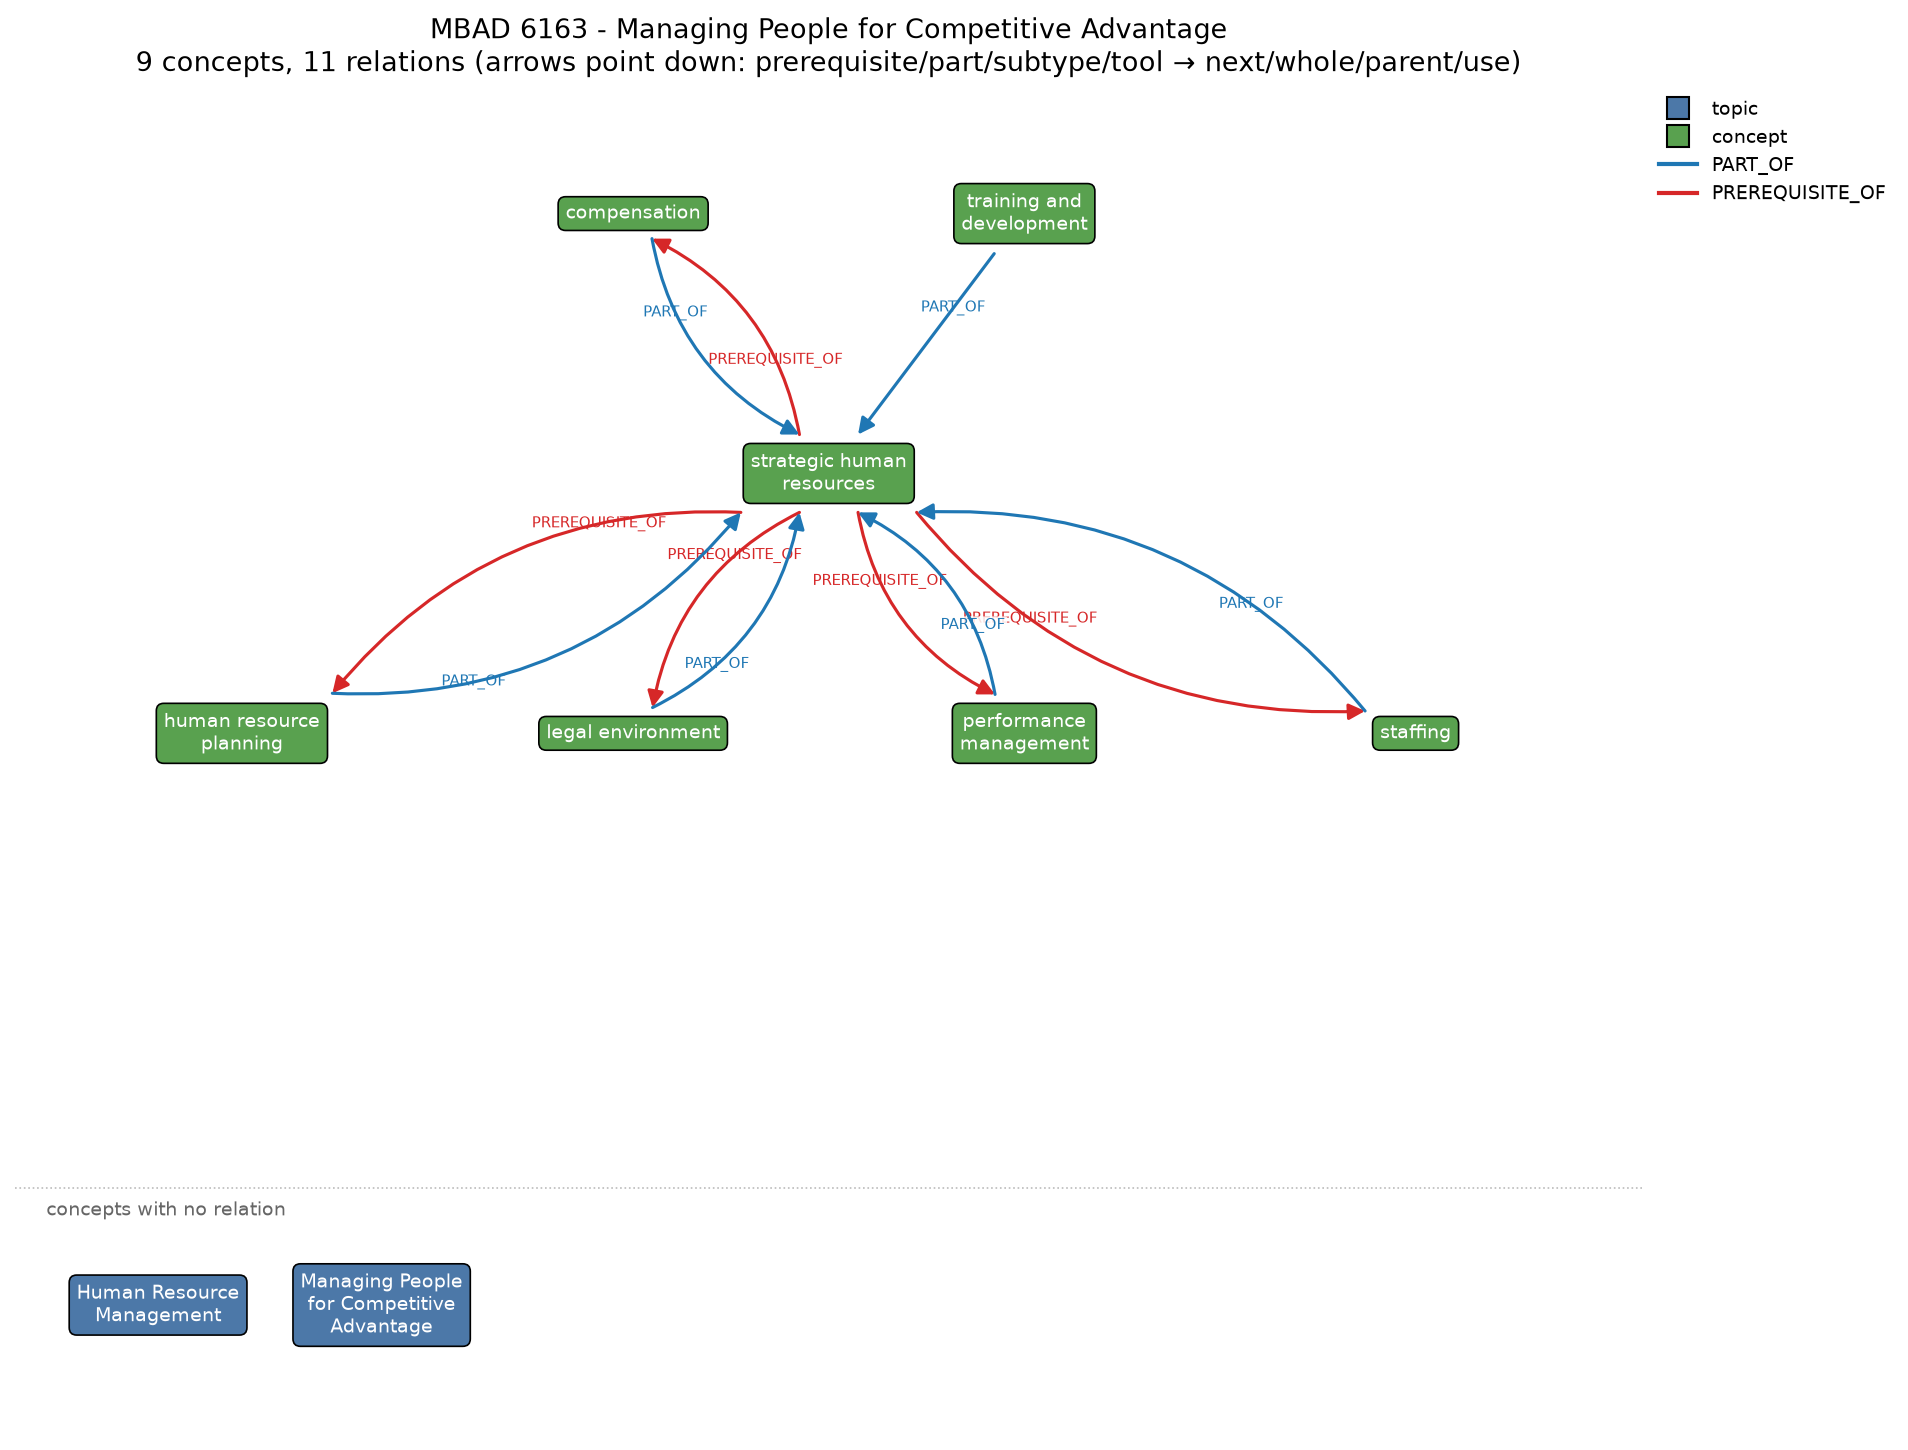 MBAD 6163 - Managing People for Competitive Advantage
9 concepts, 11 relations (arrows point down: prerequisite/part/subtype/tool → next/whole/parent/use)
topic
concept
PART_OF
PREREQUISITE_OF
compensation
training and
development
PART_OF
PART_OF
PREREQUISITE_OF
strategic human
resources
PREREQUISITE_OF
PREREQUISITE_OF
PREREQUISITE_OF
PART_OF
PREREQUISITE_OF
PART_OF
PART_OF
PART_OF
human resource
planning
legal environment
performance
management
staffing
concepts with no relation
Human Resource
Management
Managing People
for Competitive
Advantage